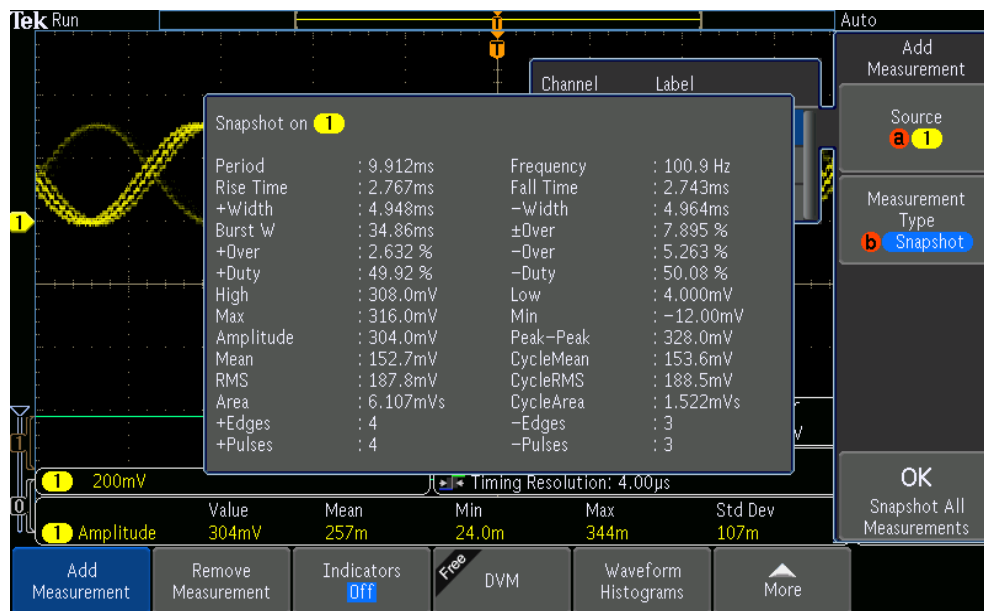 Tek Run
Auto
T
Channel Label
Add
Measurement
Source
a 1
Measurement
Type
b Snapshot
1
Snapshot on 1
Period : 9.912ms Frequency : 100.9 Hz
Rise Time : 2.767ms Fall Time : 2.743ms
+Width : 4.948ms −Width : 4.964ms
Burst W : 34.86ms ±Over : 7.895 %
+Over : 2.632 % −Over : 5.263 %
+Duty : 49.92 % −Duty : 50.08 %
High : 308.0mV Low : 4.000mV
Max : 316.0mV Min : −12.00mV
Amplitude : 304.0mV Peak−Peak : 328.0mV
Mean : 152.7mV CycleMean : 153.6mV
RMS : 187.8mV CycleRMS : 188.5mV
Area : 6.107mVs CycleArea : 1.522mVs
+Edges : 4 −Edges : 3
+Pulses : 4 −Pulses : 3
1
V
1 200mV
Timing Resolution: 4.00µs
OK
Snapshot All
Measurements
0
Value Mean Min Max Std Dev
1 Amplitude 304mV 257m 24.0m 344m 107m
Add
Measurement
Remove
Measurement
Indicators
Off
Free
DVM
Waveform
Histograms
More